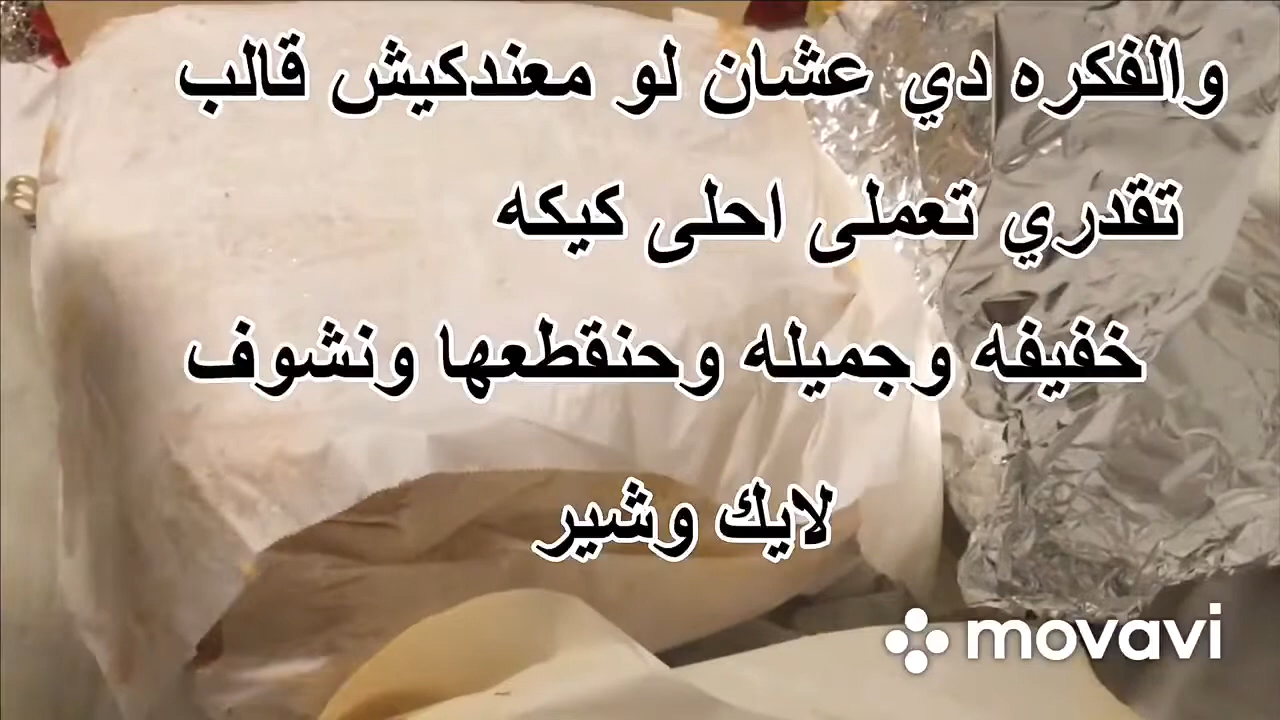 والفكره دي عشان لو معندكيش قالب
تقدري تعملى احلى كيكه
خفيفه وجميله وحنقطعها ونشوف
لايك وشير
movavi